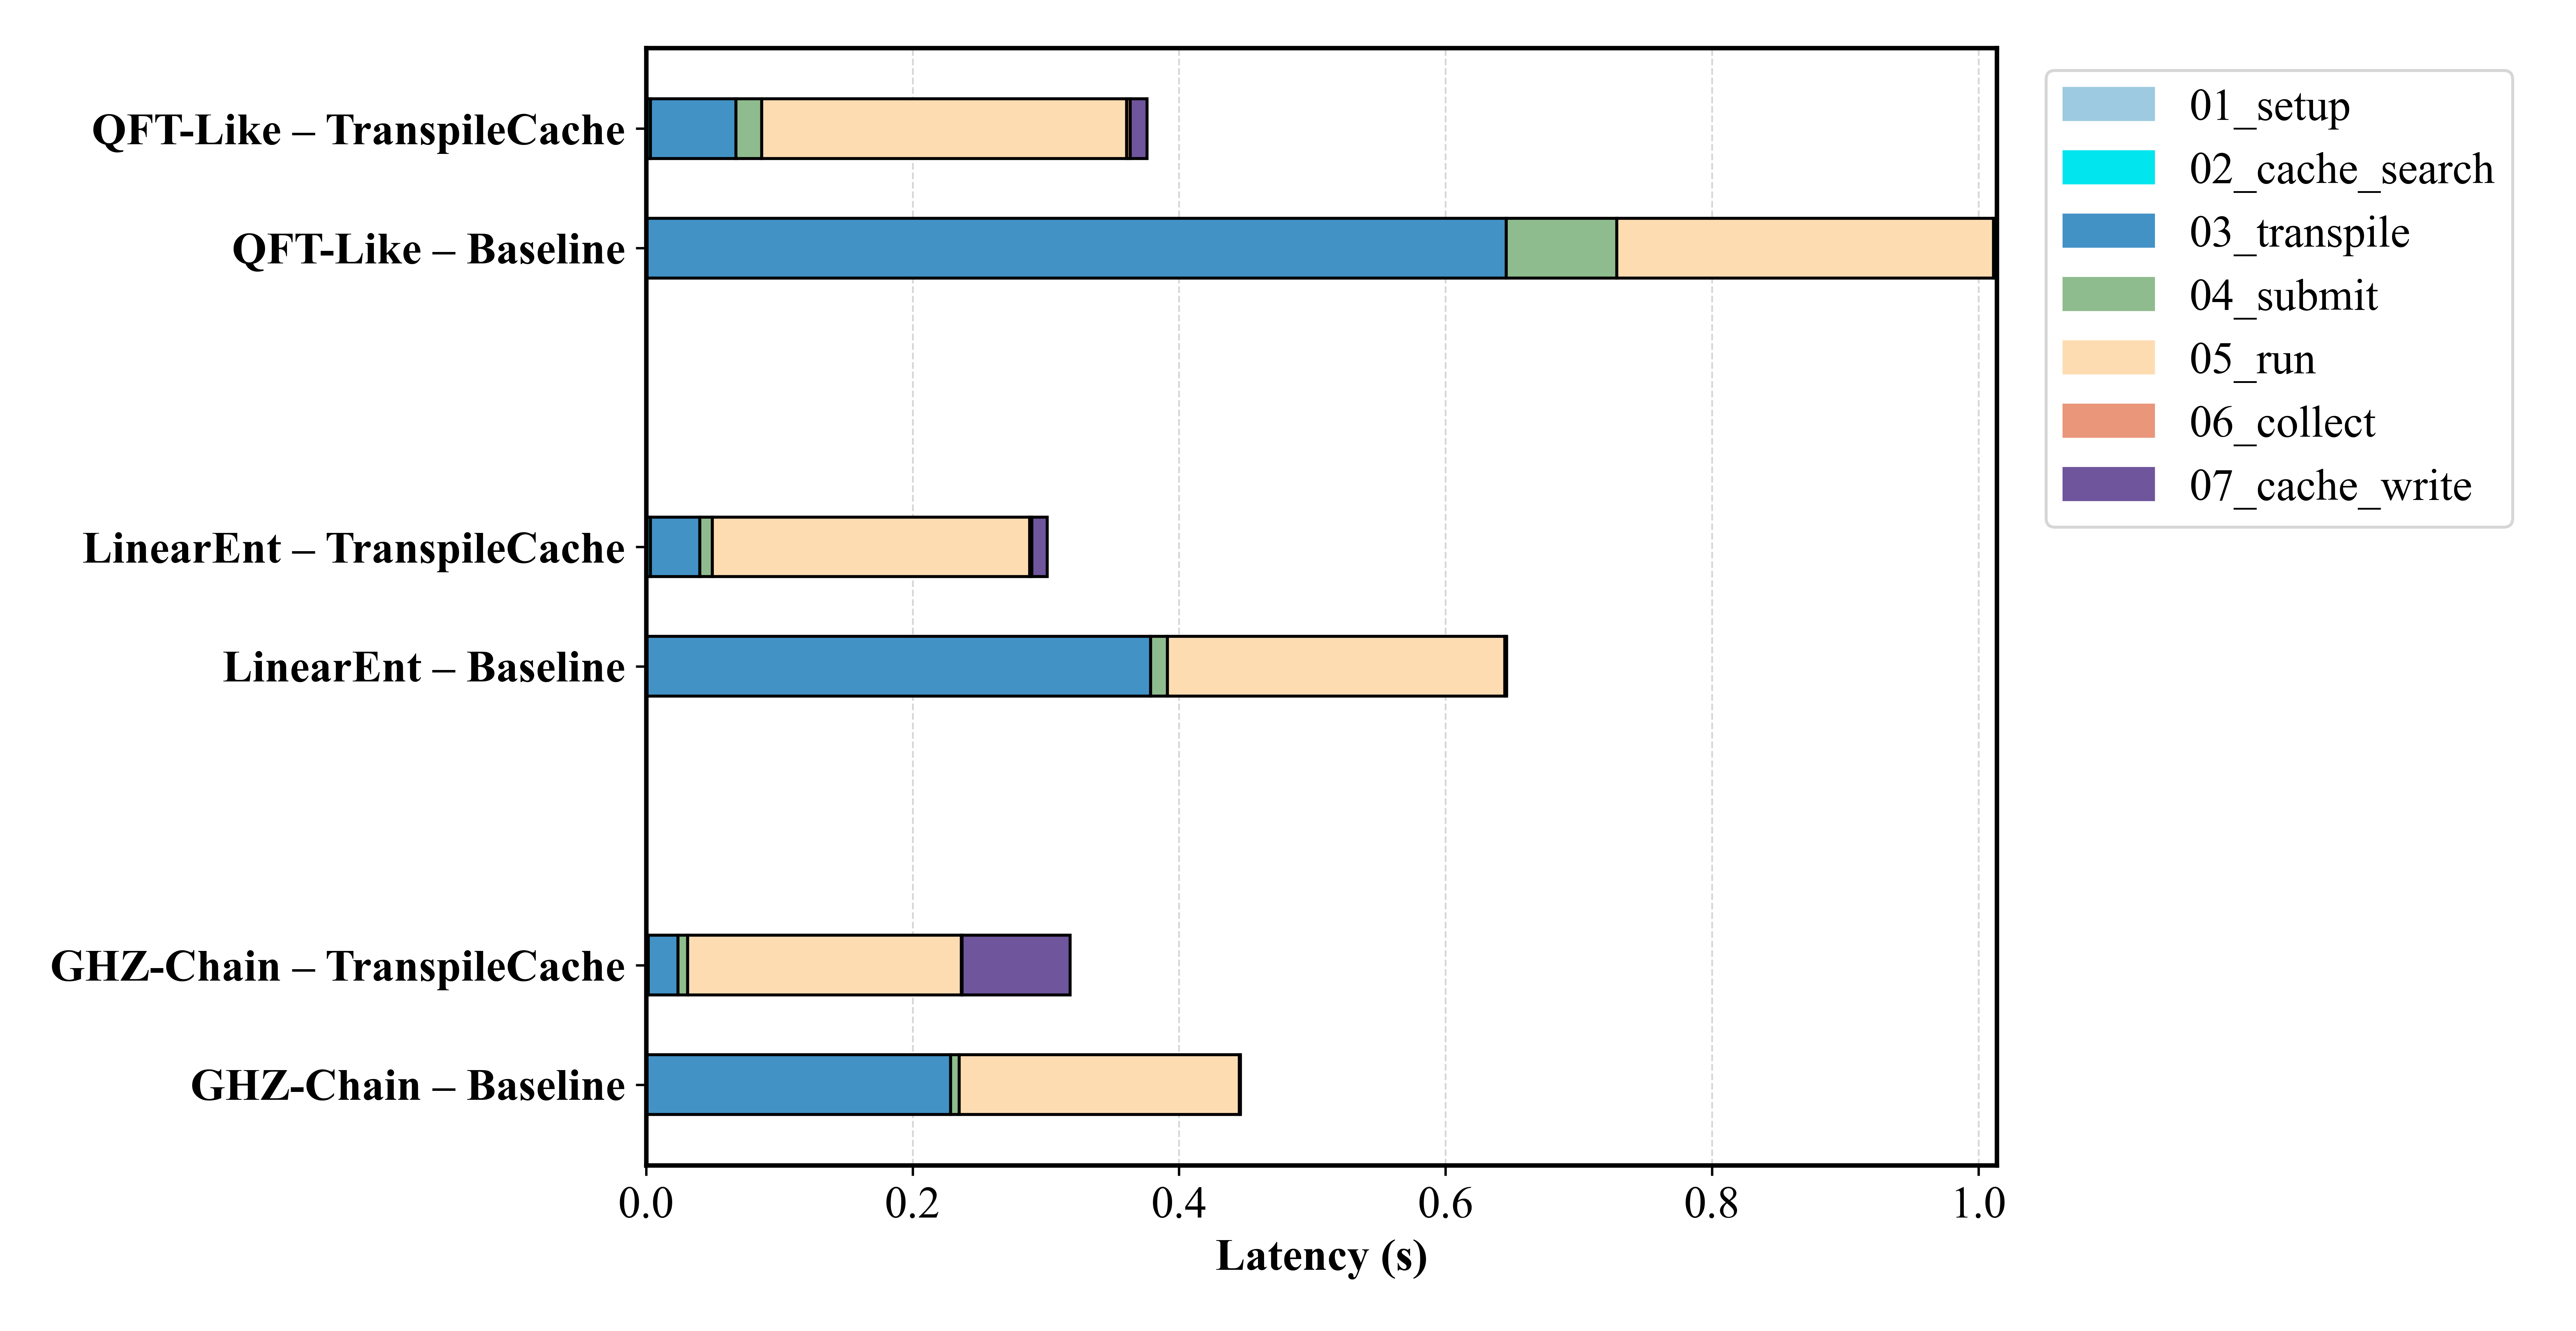 QFT-Like – TranspileCache
QFT-Like – Baseline
LinearEnt – TranspileCache
LinearEnt – Baseline
GHZ-Chain – TranspileCache
GHZ-Chain – Baseline
0.0 0.2 0.4 0.6 0.8 1.0
Latency (s)
01_setup
02_cache_search
03_transpile
04_submit
05_run
06_collect
07_cache_write